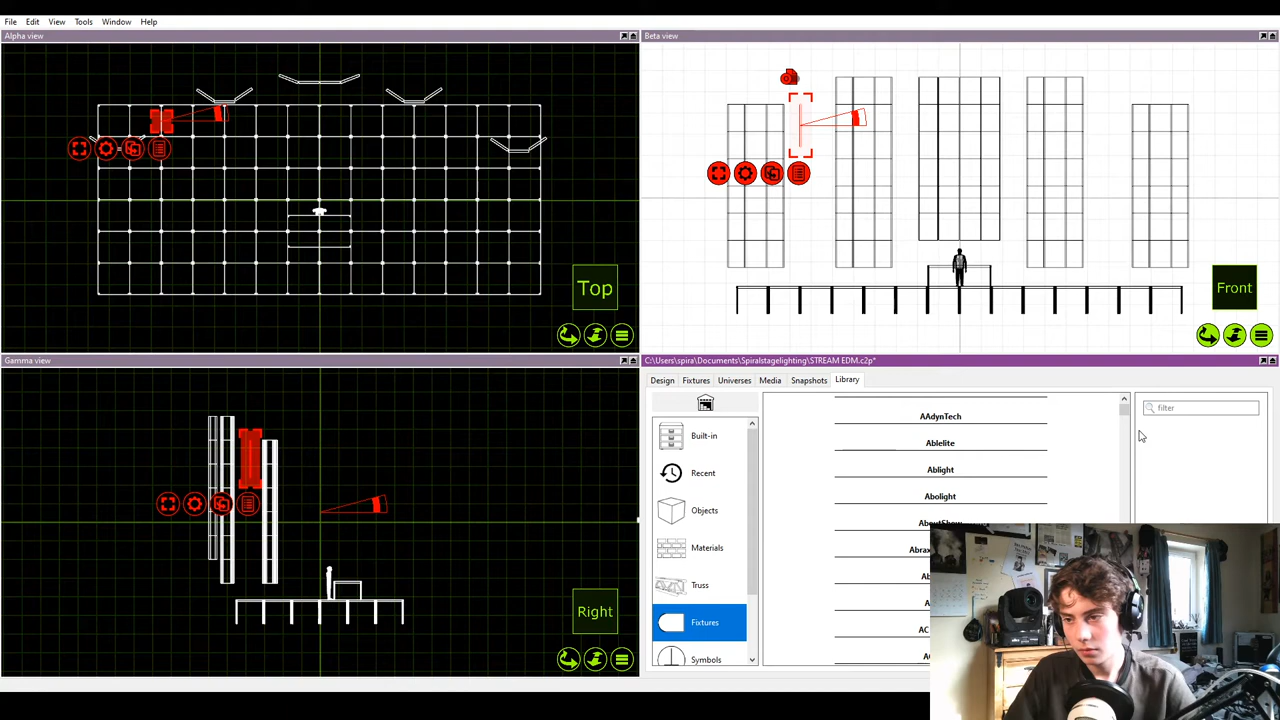 File Edit View Tools Window Help
Alpha view
Beta view
Top
Front
Gamma view
C:\Users\spira\Documents\Spiralstagelighting\STREAM EDM.c2p*
Design Fixtures Universes Media Snapshots Library
Built-in
Recent
Objects
Materials
Truss
Fixtures
Symbols
AAdynTech
Ablelite
Ablight
Abolight
filter
Right